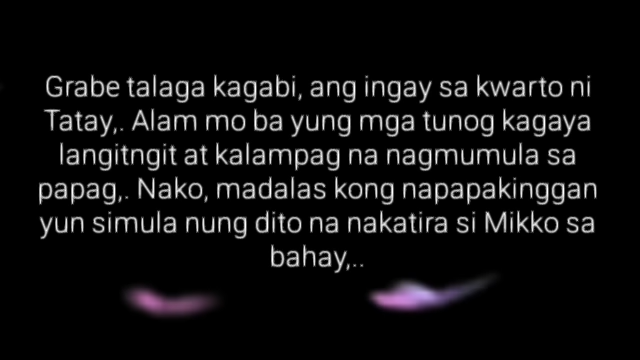 Grabe talaga kagabi, ang ingay sa kwarto ni
Tatay,. Alam mo ba yung mga tunog kagaya
langitngit at kalampag na nagmumula sa
papag,. Nako, madalas kong napapakinggan
yun simula nung dito na nakatira si Mikko sa
bahay,..